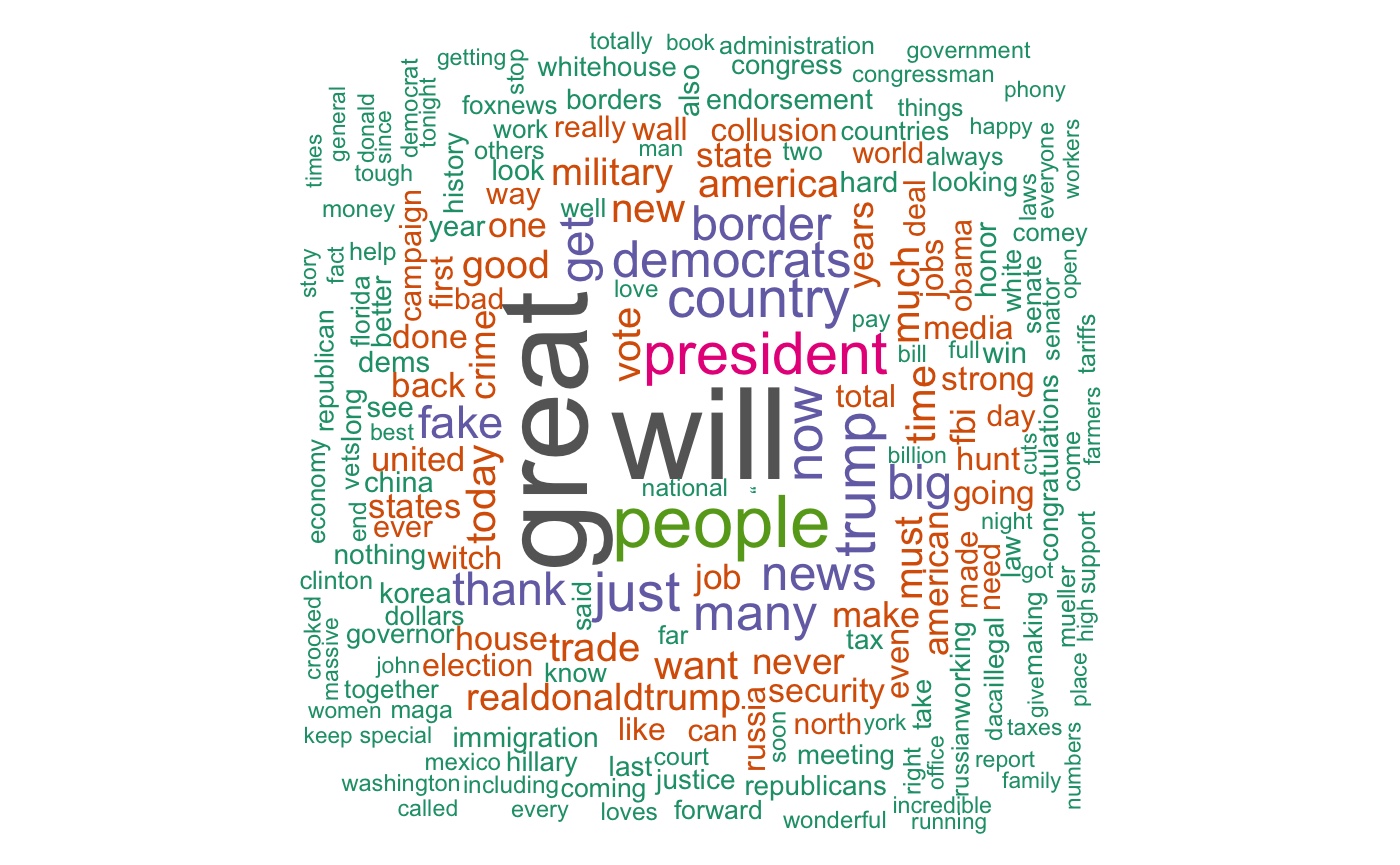 totally
book
administration
government
getting
stop
whitehouse
also
congress
congressman
phony
general
donald
since
democrat
tonight
foxnews
borders
endorsement
things
times
tough
history
work
really
wall
collusion
countries
happy
others
man
state
two
world
always
everyone
workers
look
military
america
hard
looking
laws
money
campaign
way
year
one
well
get
new
border
years
deal
much
jobs
obama
honor
white
comey
senate
senator
open
story
fact
help
florida
better
first
bad
good
democrats
love
country
vote
pay
media
president
bill
full
win
tariffs
republican
done
dems
crime
great
back
will
now
total
time
strong
fbi
day
congratulations
farmers
vets
long
see
best
fake
trump
billion
big
hunt
cuts
come
economy
united
china
today
national
“
going
end
states
ever
people
must
american
night
law
got
support
nothing
witch
made
need
clinton
korea
thank
said
just
job
news
many
make
mueller
high
crooked
massive
dollars
governor
house
trade
far
tax
even
working
daca
illegal
give
making
place
john
election
know
want
never
together
realdonaldtrump
russia
security
take
women
maga
like
can
soon
north
york
russian
taxes
numbers
keep
special
immigration
meeting
right
office
report
mexico
hillary
last
court
family
washington
including
coming
justice
republicans
called
every
loves
forward
wonderful
incredible
running